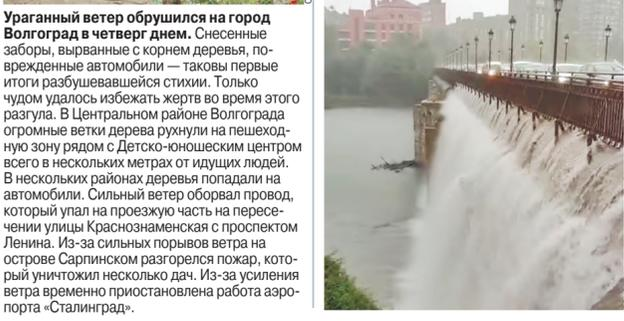 Ураганный ветер обрушился на город
Волгоград в четверг днем. Снесенные
заборы, вырванные с корнем деревья, по-
врежденные автомобили — таковы первые
итоги разбушевавшейся стихии. Только
чудом удалось избежать жертв во время этого
разгула. В Центральном районе Волгограда
огромные ветки дерева рухнули на пешеход-
ную зону рядом с Детско-юношеским центром
всего в нескольких метрах от идущих людей.
В нескольких районах деревья попадали на
автомобили. Сильный ветер оборвал провод,
который упал на проезжую часть на пересе-
чении улицы Краснознаменская с проспектом
Ленина. Из-за сильных порывов ветра на
острове Сарпинском разгорелся пожар, кото-
рый уничтожил несколько дач. Из-за усиления
ветра временно приостановлена работа аэро-
порта «Сталинград».